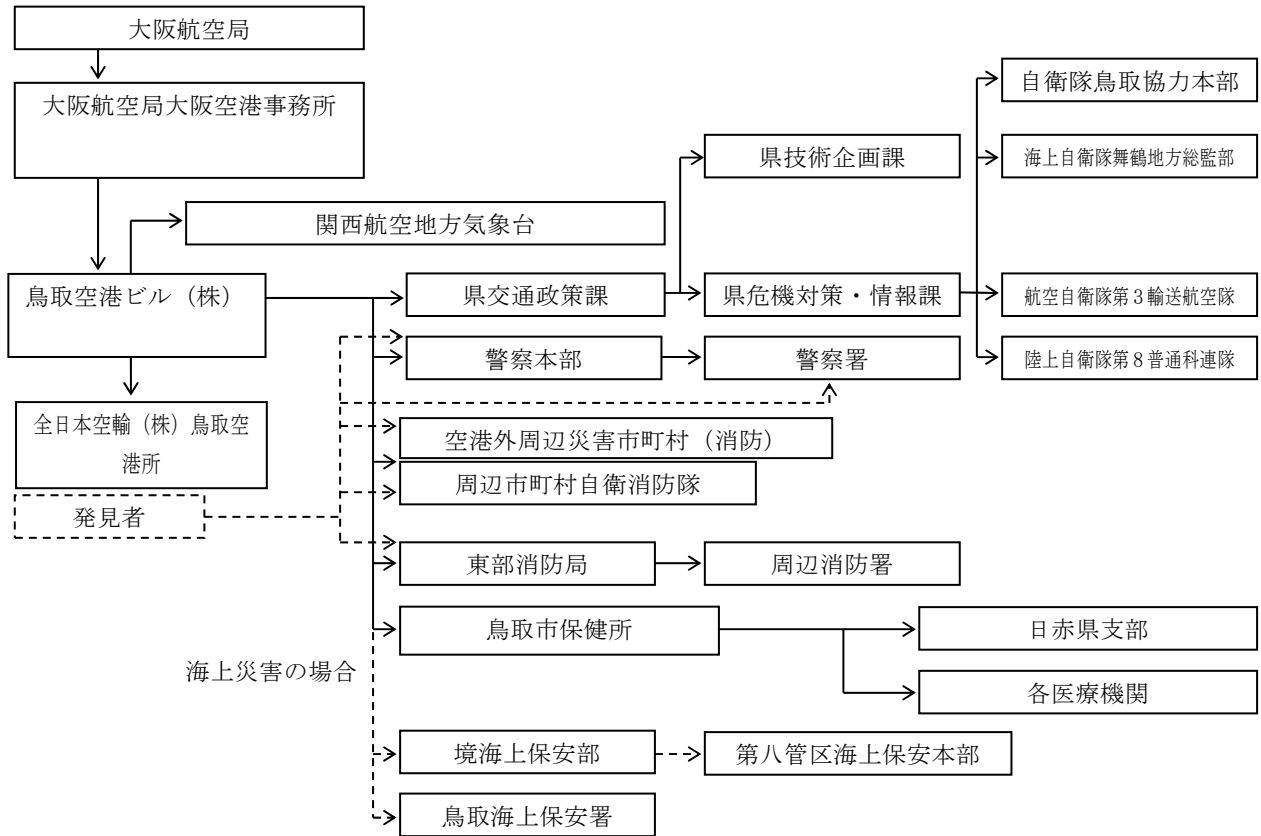 大阪航空局
大阪航空局大阪空港事務所
自衛隊鳥取協力本部
県技術企画課
海上自衛隊舞鶴地方総監部
関西航空地方気象台
鳥取空港ビル（株）
県交通政策課
県危機対策・情報課
航空自衛隊第３輸送航空隊
警察本部
警察署
陸上自衛隊第８普通科連隊
全日本空輸（株）鳥取空
港所
空港外周辺災害市町村（消防）
周辺市町村自衛消防隊
発見者
東部消防局
周辺消防署
鳥取市保健所
日赤県支部
海上災害の場合
各医療機関
境海上保安部
第八管区海上保安本部
鳥取海上保安署